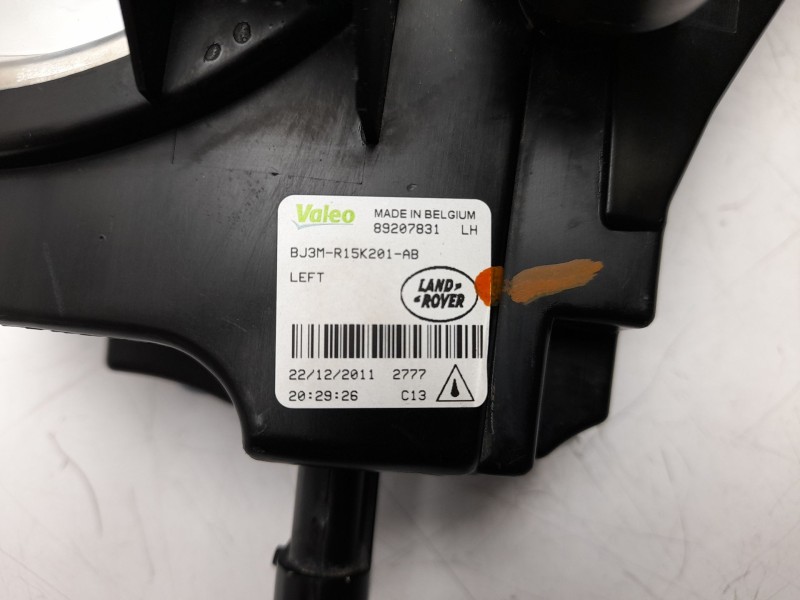 Valeo MADE IN BELGIUM
89207831 LH
BJ3M-R15K201-AB
LEFT
LAND-
-ROVER
22/12/2011 2777
20:29:26 C13